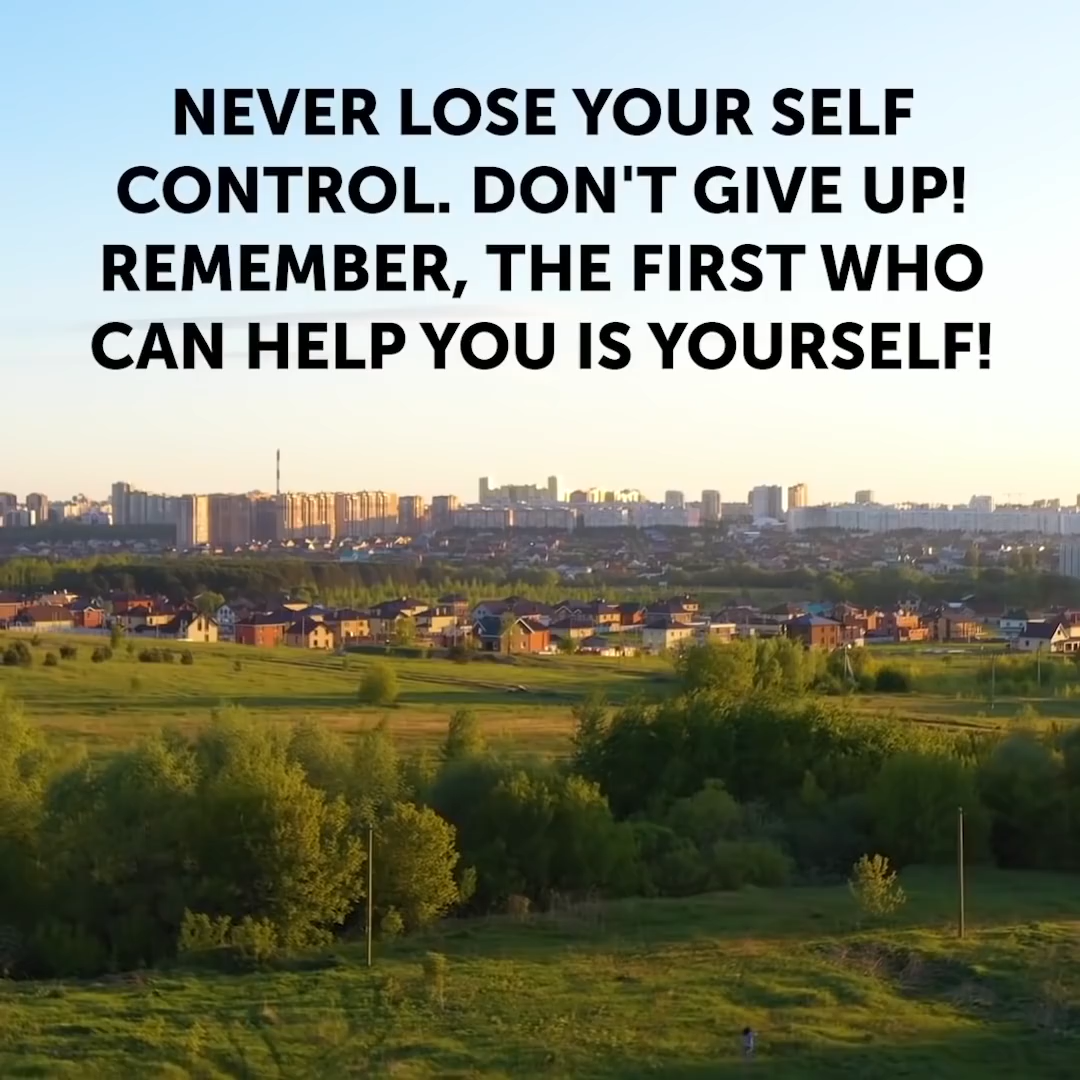 NEVER LOSE YOUR SELF
CONTROL. DON'T GIVE UP!
REMEMBER, THE FIRST WHO
CAN HELP YOU IS YOURSELF!